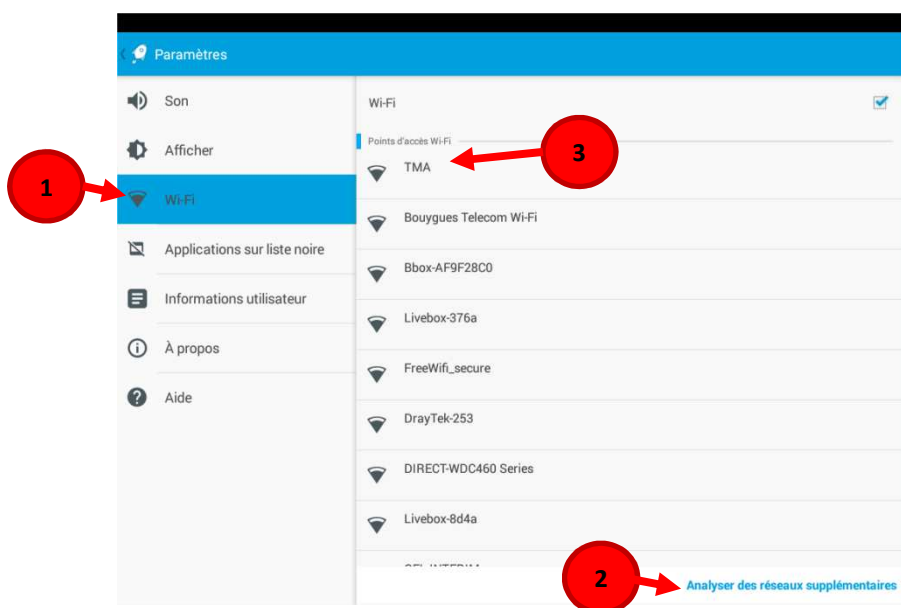 Paramètres
Son
Afficher
1
Wi-Fi
Applications sur liste noire
Informations utilisateur
À propos
Aide
Wi-Fi
Points d'accès Wi-Fi
3
TMA
Bouygues Telecom Wi-Fi
Bbox-AF9F28C0
Livebox-376a
FreeWifi_secure
DrayTek-253
DIRECT-WDC460 Series
Livebox-8d4a
2
Analyser des réseaux supplémentaires